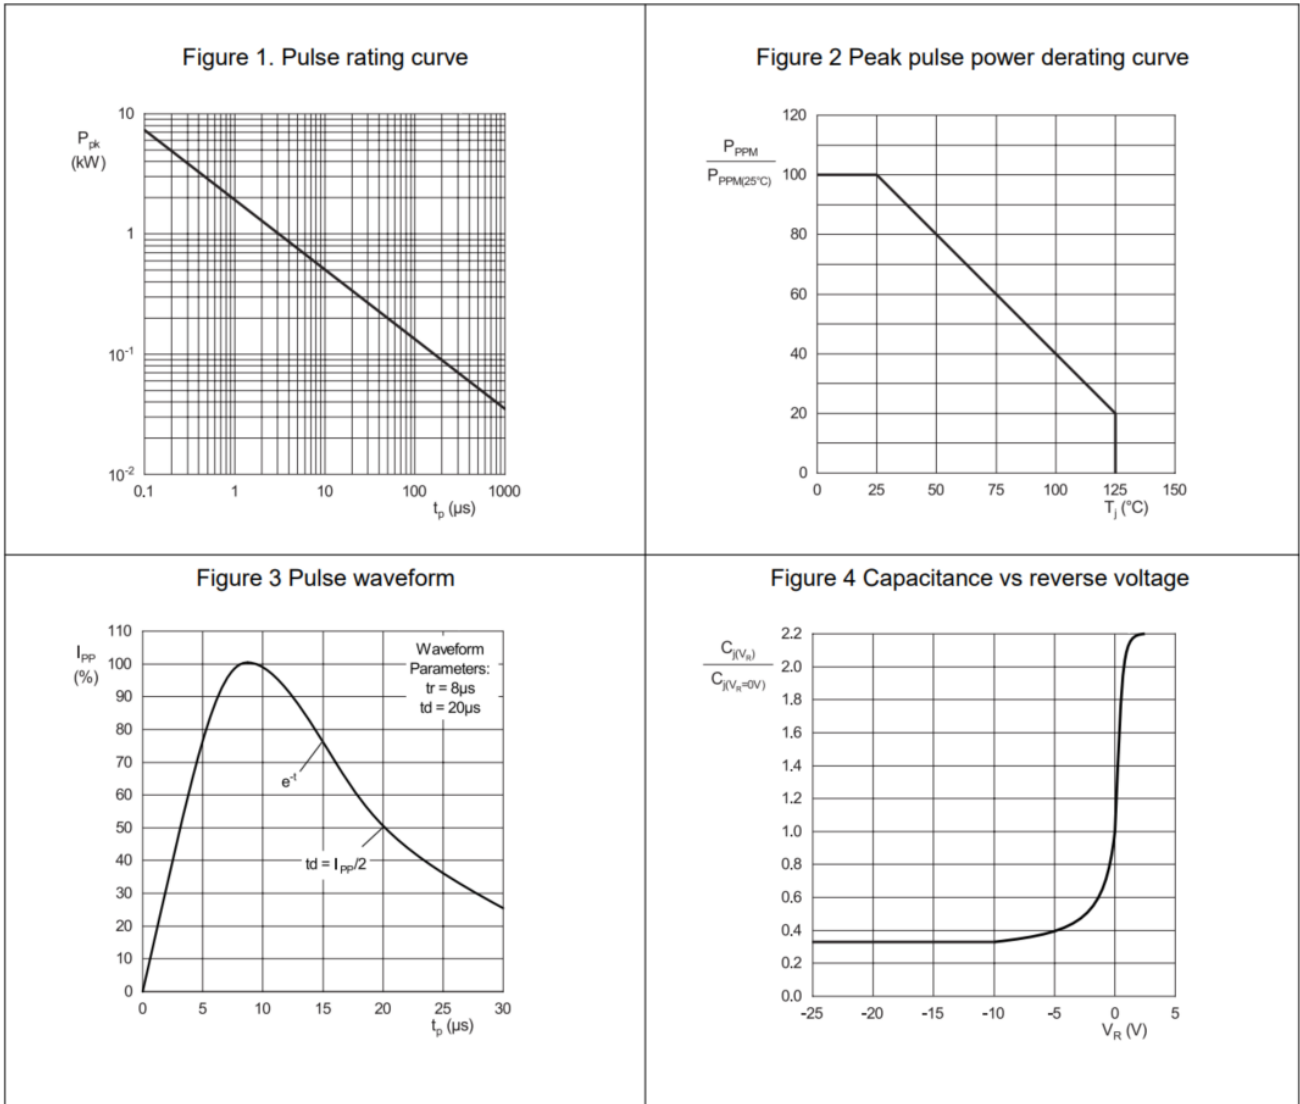 Figure 1. Pulse rating curve
10
P pk
(kW)
1
10-1
10-2
0.1 1 10 100 1000
tp (µs)
Figure 2 Peak pulse power derating curve
120
PPPM
PPPM(25°C)
100
80
60
40
20
0
0 25 50 75 100 125 150
Tj (°C)
Figure 3 Pulse waveform
110
IPP
(%)
100
90
80
70
60
50
40
30
20
10
0
Waveform
Parameters:
tr = 8µs
td = 20µs
e-t
td = I PP/2
0 5 10 15 20 25 30
tp (µs)
Figure 4 Capacitance vs reverse voltage
2.2
Cj(VR)
Cj(VR=0V)
2.0
1.8
1.6
1.4
1.2
1.0
0.8
0.6
0.4
0.2
0.0
-25 -20 -15 -10 -5 0 5
VR (V)